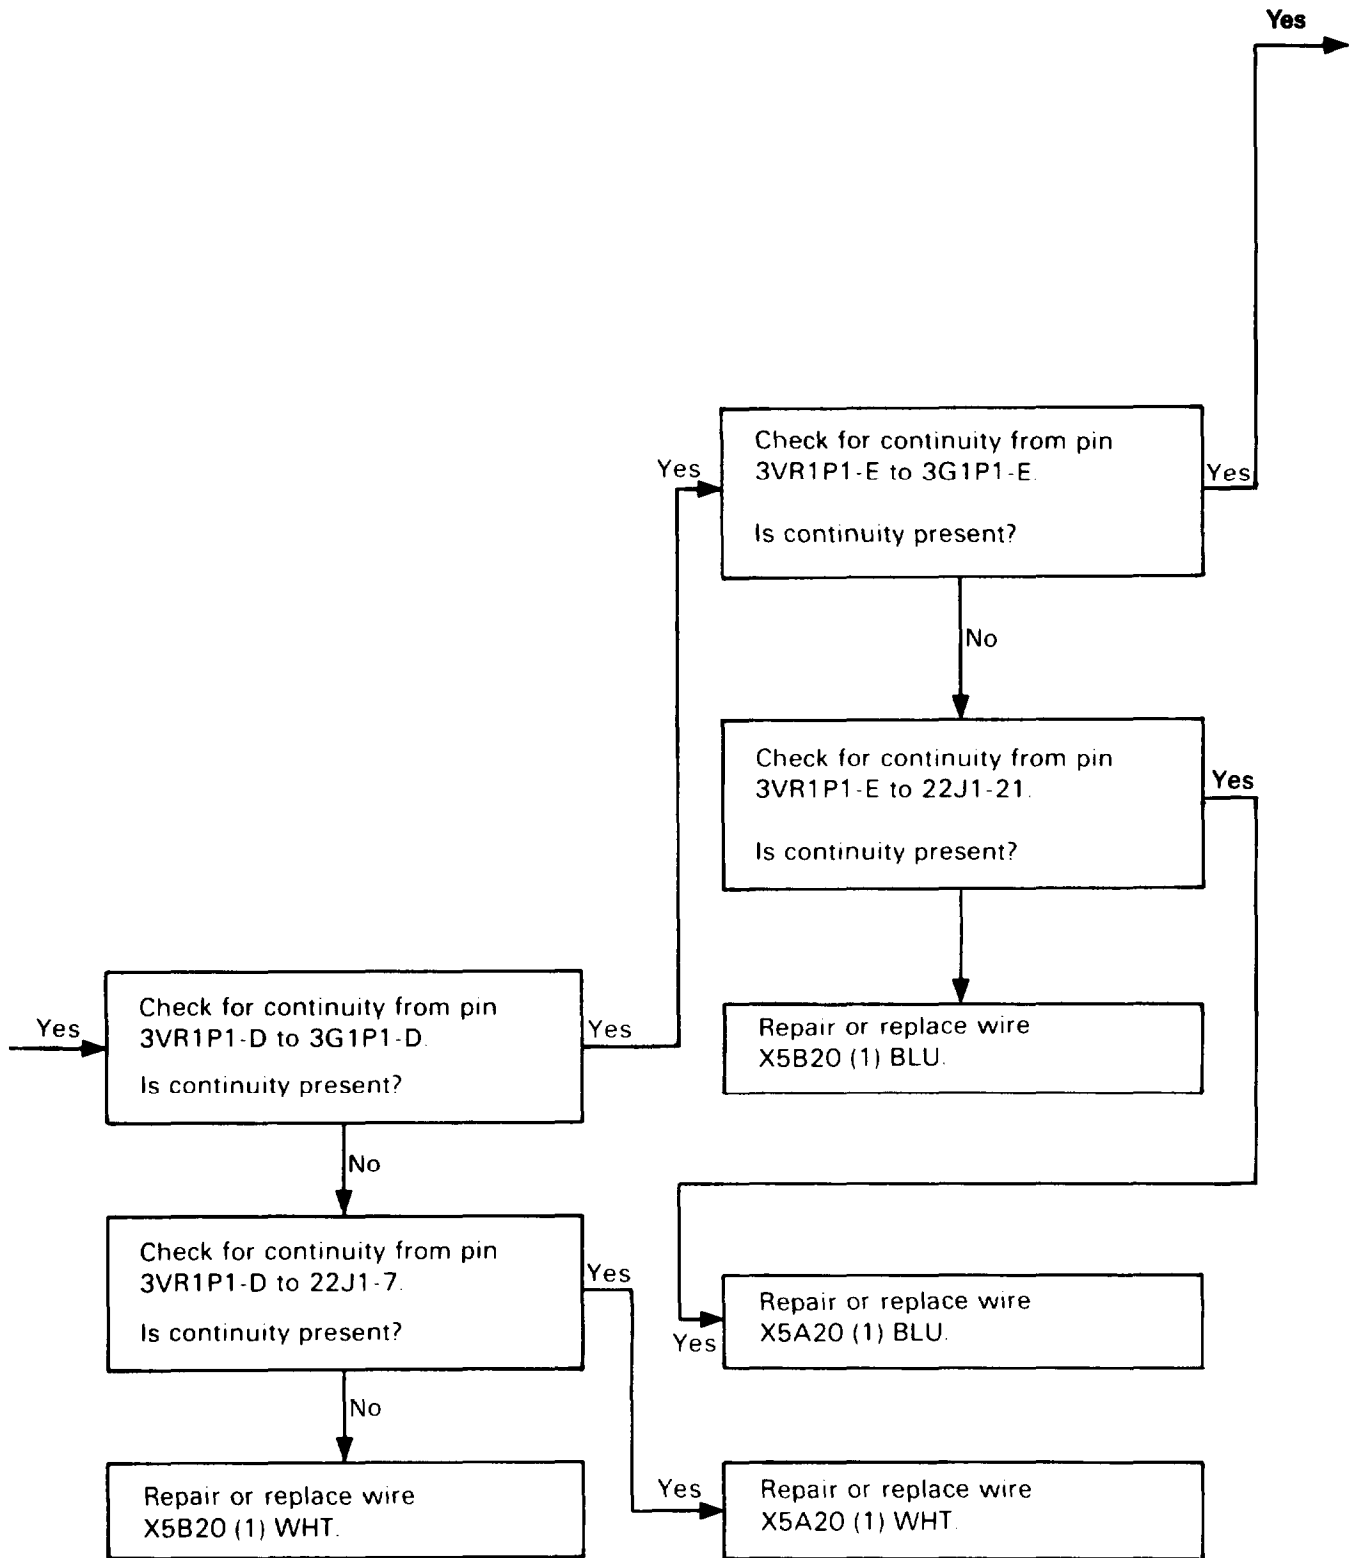 Yes
Check for continuity from pin
3VR1P1-E to 3G1P1-E.
Is continuity present?
Yes
Yes
No
Check for continuity from pin
3VR1P1-E to 22J1-21.
Is continuity present?
Yes
Repair or replace wire
X5B20 (1) BLU.
Yes
Check for continuity from pin
3VR1P1-D to 3G1P1-D.
Is continuity present?
Yes
No
Check for continuity from pin
3VR1P1-D to 22J1-7.
Is continuity present?
Yes
Yes
Repair or replace wire
X5A20 (1) BLU.
No
Repair or replace wire
X5B20 (1) WHT.
Yes
Repair or replace wire
X5A20 (1) WHT.